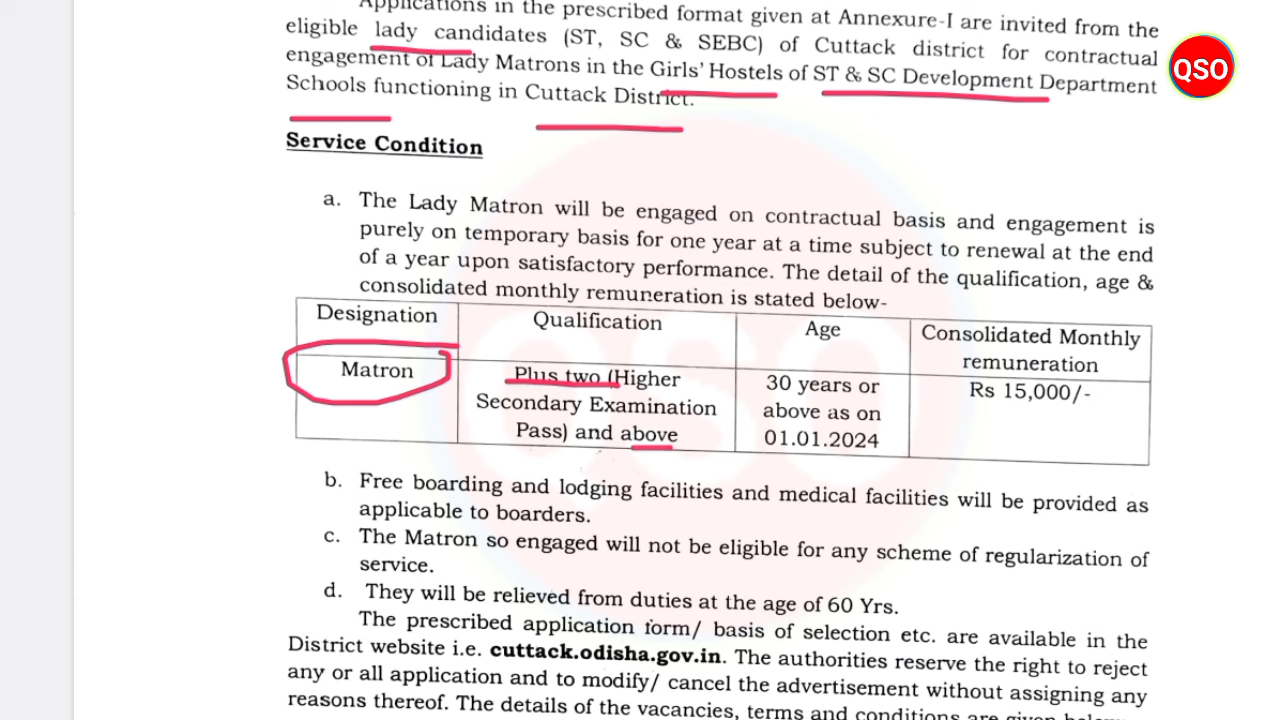 Applications in the prescribed format given at Annexure-I are invited from the
eligible lady candidates (ST, SC & SEBC) of Cuttack district for contractual
engagement of Lady Matrons in the Girls' Hostels of ST & SC Development Department
Schools functioning in Cuttack District.
QSO
Service Condition
a. The Lady Matron will be engaged on contractual basis and engagement is
purely on temporary basis for one year at a time subject to renewal at the end
of a year upon satisfactory performance. The detail of the qualification, age &
consolidated monthly remuneration is stated below-
Designation
Qualification
Age
Consolidated Monthly
remuneration
Matron
Plus two (Higher
Secondary Examination
Pass) and above
30 years or
above as on
01.01.2024
Rs 15,000/-
b. Free boarding and lodging facilities and medical facilities will be provided as
applicable to boarders.
c. The Matron so engaged will not be eligible for any scheme of regularization of
service.
d. They will be relieved from duties at the age of 60 Yrs.
The prescribed application form/ basis of selection etc. are available in the
District website i.e. cuttack.odisha.gov.in. The authorities reserve the right to reject
any or all application and to modify/ cancel the advertisement without assigning any
reasons thereof. The details of the vacancies, terms and conditions are given below